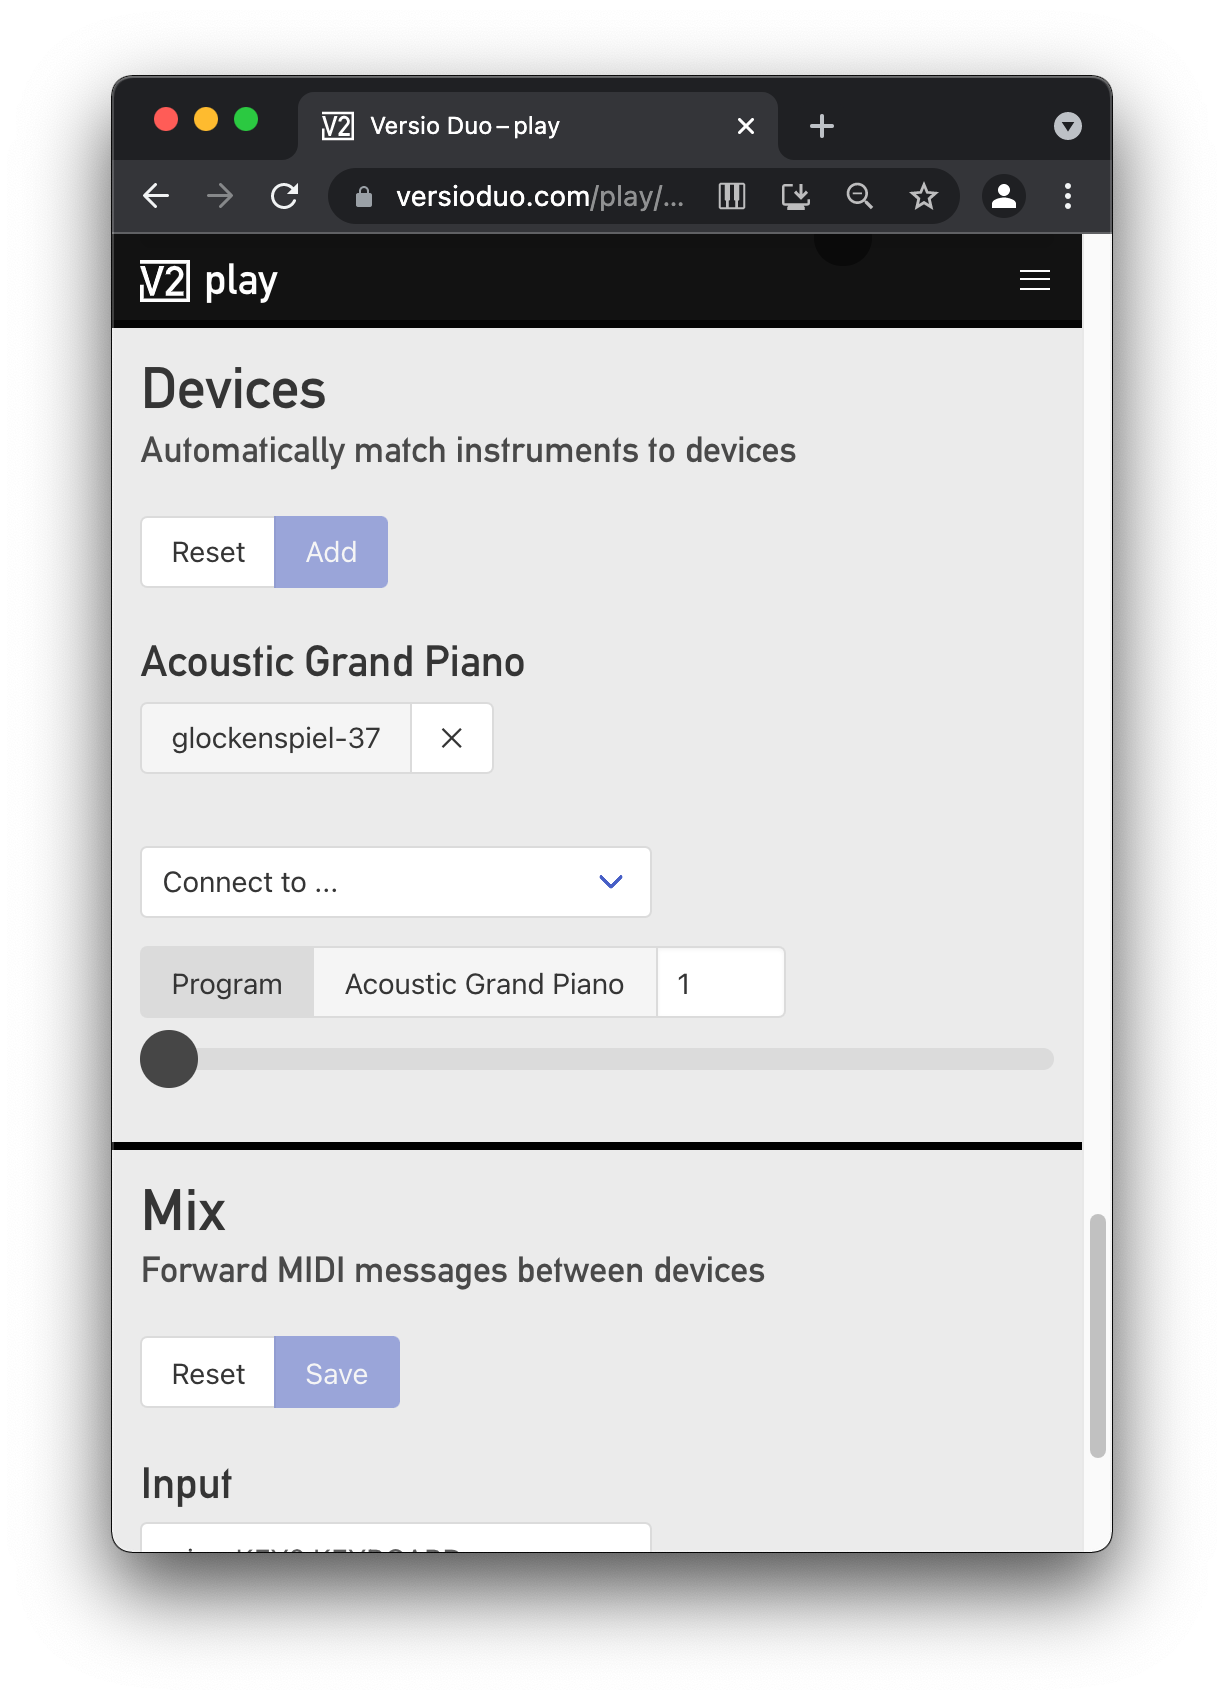 V2 Versio Duo – play
versioduo.com/play/...
V2 play
Devices
Automatically match instruments to devices
Reset Add
Acoustic Grand Piano
glockenspiel-37
Connect to ...
Program Acoustic Grand Piano 1
Mix
Forward MIDI messages between devices
Reset Save
Input